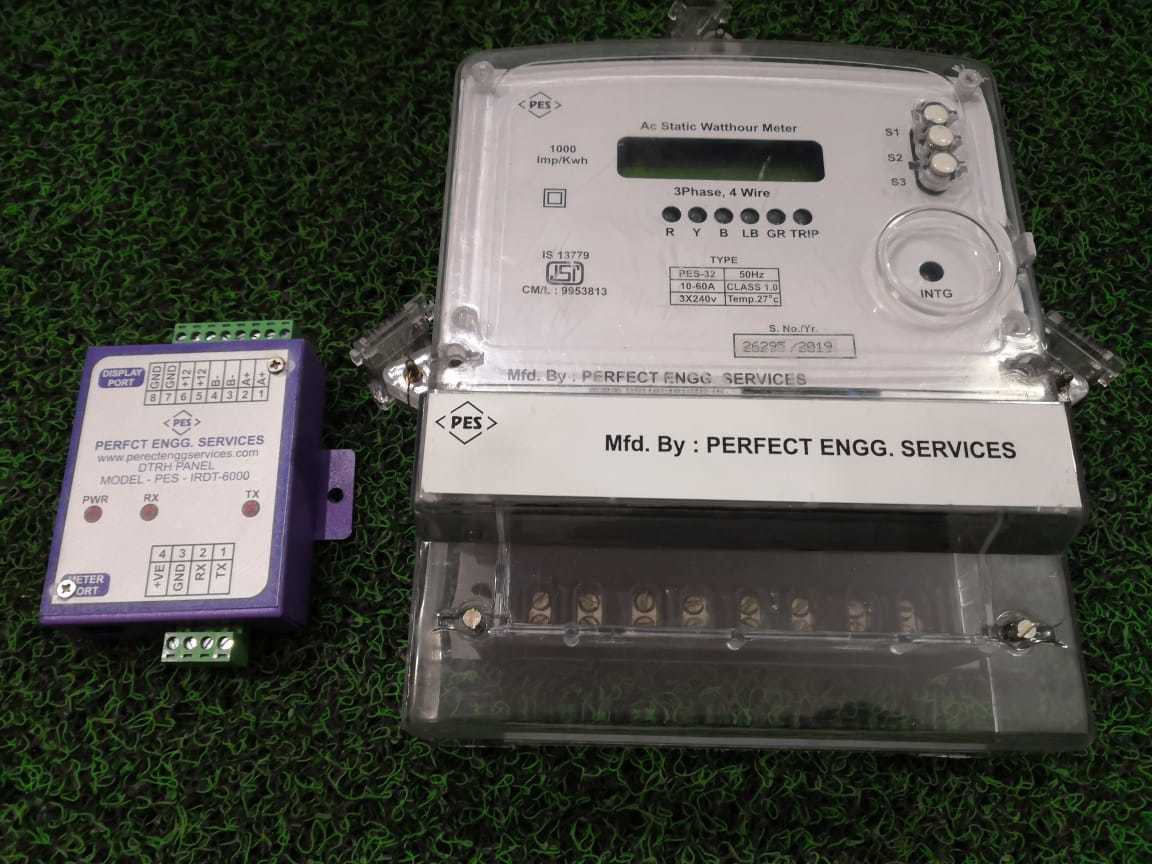 DISPLAY
PORT
GND GND +12 +12 B- B- A+ A+
8 7 6 5 4 3 2 1
PES
PERFCT ENGG. SERVICES
www.perectenggservices.com
DTRH PANEL
MODEL - PES - IRDT-6000
PWR RX TX
4 3 2 1
+VE GND RX TX
METER
PORT
PES
Ac Static Watthour Meter
1000
Imp/Kwh
S1
S2
S3
3Phase, 4 Wire
R Y B LB GR TRIP
IS 13779
ISI
CM/L : 9953813
TYPE
PES-32 50Hz
10-60A CLASS 1.0
3X240v Temp.27°c
INTG
S. No./Yr.
26295 /2019
Mfd. By : PERFECT ENGG. SERVICES
PES
Mfd. By : PERFECT ENGG. SERVICES